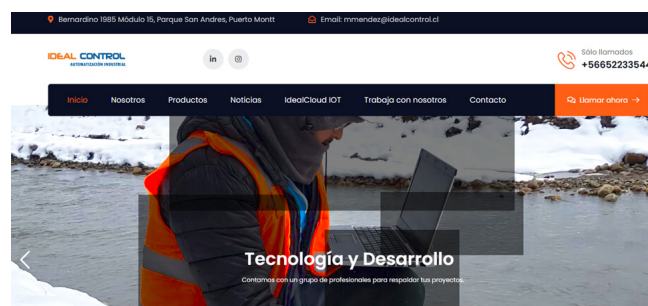 Bernardino 1985 Módulo 15, Parque San Andres, Puerto Montt
Email: mmendez@idealcontrol.cl
IDEAL CONTROL
AUTOMATIZACIÓN INDUSTRIAL
in
Sólo llamados
+56652233544
Inicio Nosotros Productos Noticias IdealCloud IOT Trabaja con nosotros Contacto
Llamar ahora →
Tecnología y Desarrollo
Contamos con un grupo de profesionales para respaldar tus proyectos.